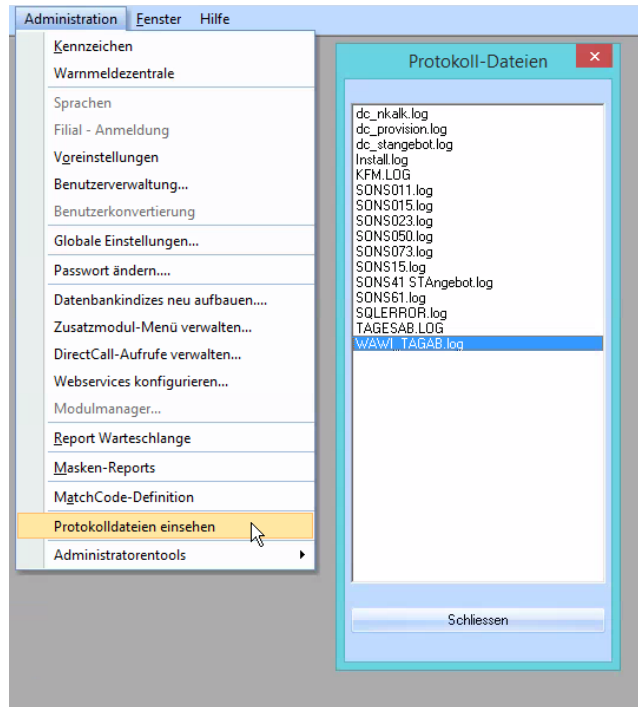 Administration Fenster Hilfe
Kennzeichen
Warnmeldezentrale
Sprachen
Filial - Anmeldung
Voreinstellungen
Benutzerverwaltung...
Benutzerkonvertierung
Globale Einstellungen...
Passwort ändern....
Datenbankindizes neu aufbauen....
Zusatzmodul-Menü verwalten...
DirectCall-Aufrufe verwalten...
Webservices konfigurieren...
Modulmanager...
Report Warteschlange
Masken-Reports
MatchCode-Definition
Protokolldateien einsehen
Administratorentools
Protokoll-Dateien
dc_nkalk.log
dc_provision.log
dc_stangebot.log
Install.log
KFM.LOG
SONS011.log
SONS015.log
SONS023.log
SONS050.log
SONS073.log
SONS15.log
SONS41 STAngebot.log
SONS61.log
SQLERROR.log
TAGESAB.LOG
WAWI_TAGAB.log
Schliessen